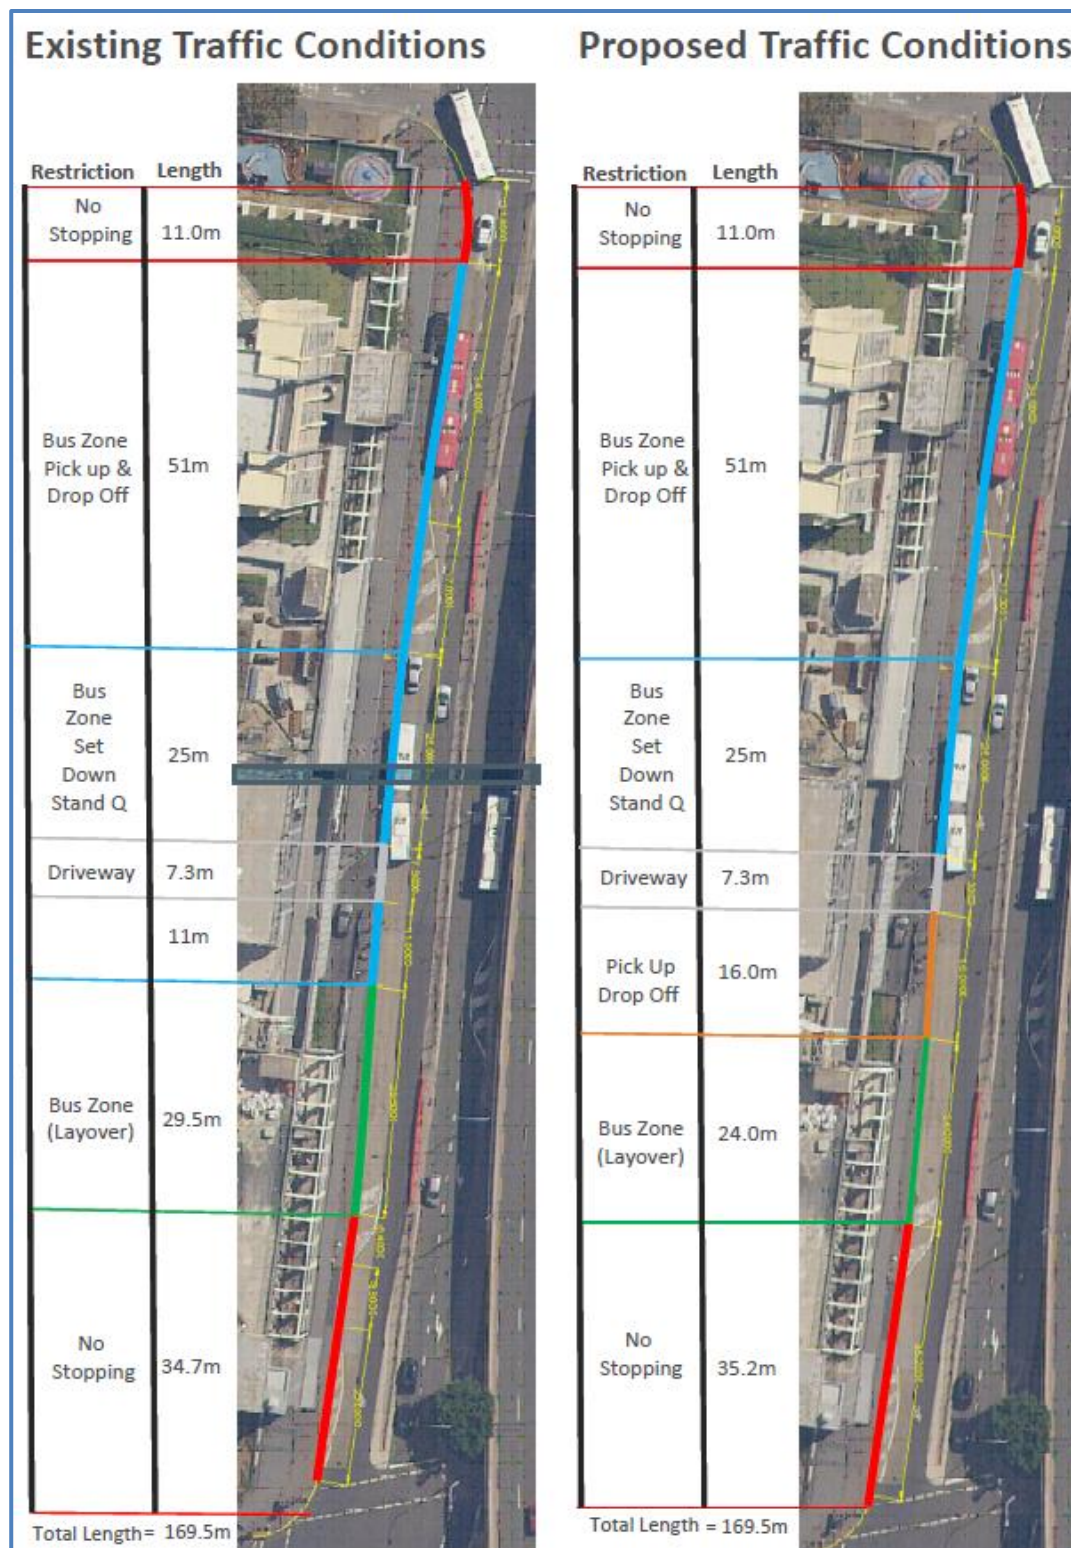 Existing Traffic Conditions
Restriction Length
No
Stopping
11.0m
Bus Zone
Pick up &
Drop Off
51m
Bus
Zone
Set
Down
Stand Q
25m
Driveway
7.3m
11m
Bus Zone
(Layover)
29.5m
No
Stopping
34.7m
Total Length = 169.5m
Proposed Traffic Conditions
Restriction Length
No
Stopping
11.0m
Bus Zone
Pick up &
Drop Off
51m
Bus
Zone
Set
Down
Stand Q
25m
Driveway
7.3m
Pick Up
Drop Off
16.0m
Bus Zone
(Layover)
24.0m
No
Stopping
35.2m
Total Length = 169.5m